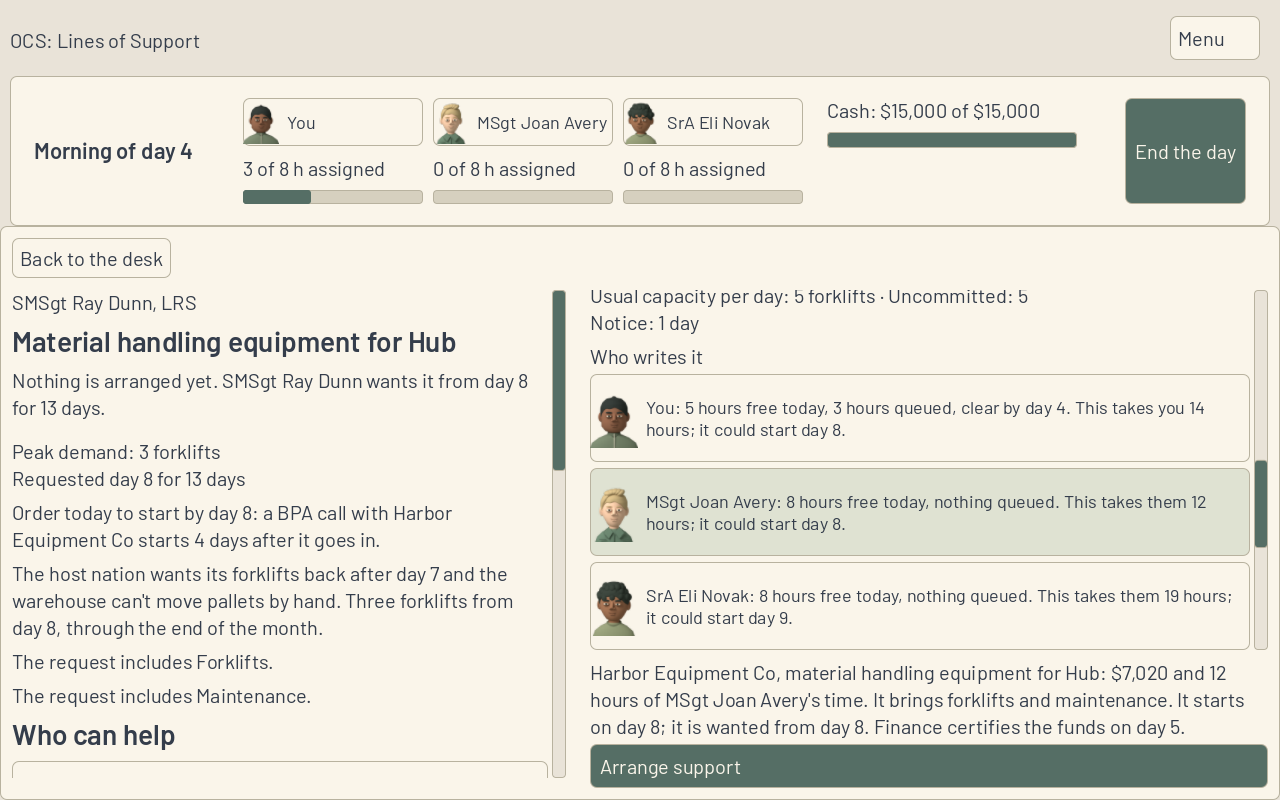 OCS: Lines of Support
Menu
Morning of day 4
You
3 of 8 h assigned
MSgt Joan Avery
0 of 8 h assigned
SrA Eli Novak
0 of 8 h assigned
Cash: $15,000 of $15,000
End the day
Back to the desk
SMSgt Ray Dunn, LRS
Material handling equipment for Hub
Nothing is arranged yet. SMSgt Ray Dunn wants it from day 8
for 13 days.
Peak demand: 3 forklifts
Requested day 8 for 13 days
Order today to start by day 8: a BPA call with Harbor
Equipment Co starts 4 days after it goes in.
The host nation wants its forklifts back after day 7 and the
warehouse can't move pallets by hand. Three forklifts from
day 8, through the end of the month.
The request includes Forklifts.
The request includes Maintenance.
Who can help
Usual capacity per day: 5 forklifts · Uncommitted: 5
Notice: 1 day
Who writes it
You: 5 hours free today, 3 hours queued, clear by day 4. This takes you 14
hours; it could start day 8.
MSgt Joan Avery: 8 hours free today, nothing queued. This takes them 12
hours; it could start day 8.
SrA Eli Novak: 8 hours free today, nothing queued. This takes them 19 hours;
it could start day 9.
Harbor Equipment Co, material handling equipment for Hub: $7,020 and 12
hours of MSgt Joan Avery's time. It brings forklifts and maintenance. It starts
on day 8; it is wanted from day 8. Finance certifies the funds on day 5.
Arrange support